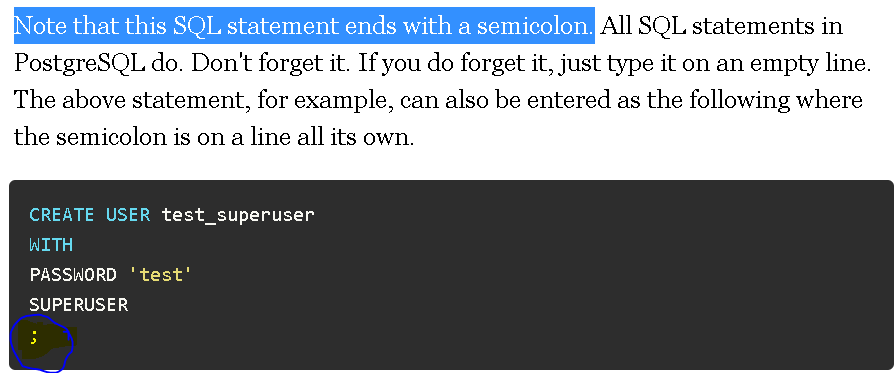 Note that this SQL statement ends with a semicolon. All SQL statements in
PostgreSQL do. Don't forget it. If you do forget it, just type it on an empty line.
The above statement, for example, can also be entered as the following where
the semicolon is on a line all its own.
CREATE USER test_superuser
WITH
PASSWORD 'test'
SUPERUSER
;